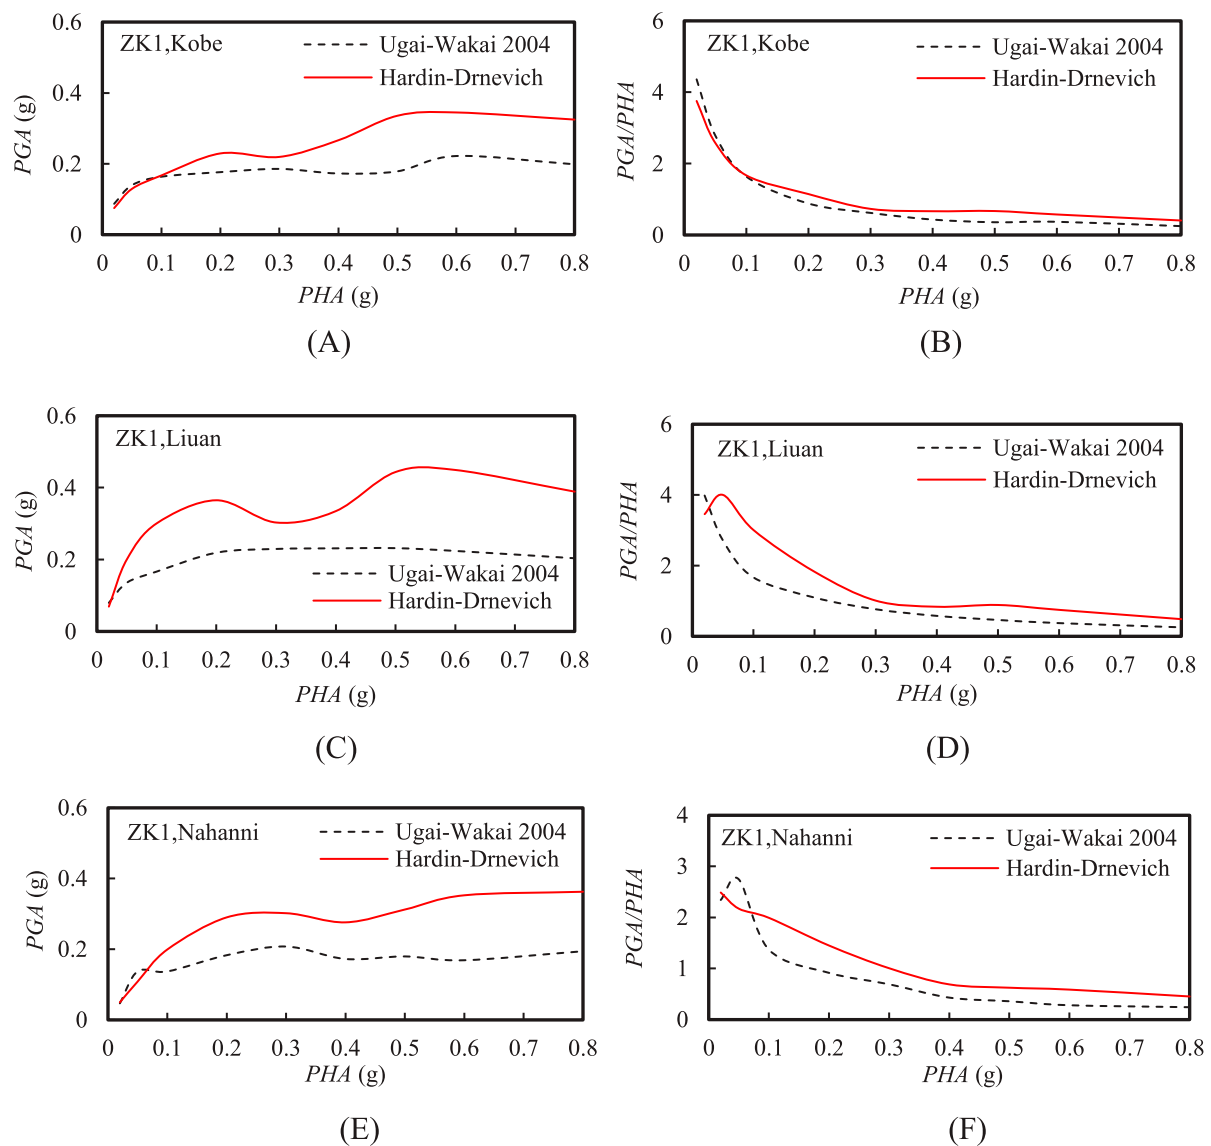 ZK1,Kobe
Ugai-Wakai 2004
Hardin-Drnevich
0.6
0.4
0.2
0
PGA (g)
0 0.1 0.2 0.3 0.4 0.5 0.6 0.7 0.8
PHA (g)
(A)
ZK1,Kobe
Ugai-Wakai 2004
Hardin-Drnevich
6
4
2
0
PGA/PHA
0 0.1 0.2 0.3 0.4 0.5 0.6 0.7 0.8
PHA (g)
(B)
ZK1,Liuan
Ugai-Wakai 2004
Hardin-Drnevich
0.6
0.4
0.2
0
PGA (g)
0 0.1 0.2 0.3 0.4 0.5 0.6 0.7 0.8
PHA (g)
(C)
ZK1,Liuan
Ugai-Wakai 2004
Hardin-Drnevich
6
4
2
0
PGA/PHA
0 0.1 0.2 0.3 0.4 0.5 0.6 0.7 0.8
PHA (g)
(D)
ZK1,Nahanni
Ugai-Wakai 2004
Hardin-Drnevich
0.6
0.4
0.2
0
PGA (g)
0 0.1 0.2 0.3 0.4 0.5 0.6 0.7 0.8
PHA (g)
(E)
ZK1,Nahanni
Ugai-Wakai 2004
Hardin-Drnevich
4
3
2
1
0
PGA/PHA
0 0.1 0.2 0.3 0.4 0.5 0.6 0.7 0.8
PHA (g)
(F)